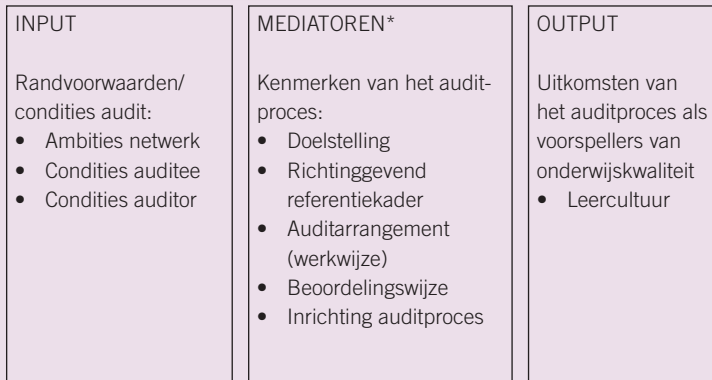 INPUT
Randvoorwaarden/
condities audit:
• Ambities netwerk
• Condities auditee
• Condities auditor
MEDIATOREN*
Kenmerken van het audit-
proces:
• Doelstelling
• Richtinggevend
referentiekader
• Auditarrangement
(werkwijze)
• Beoordelingswijze
• Inrichting auditproces
OUTPUT
Uitkomsten van
het auditproces als
voorspellers van
onderwijskwaliteit
• Leercultuur